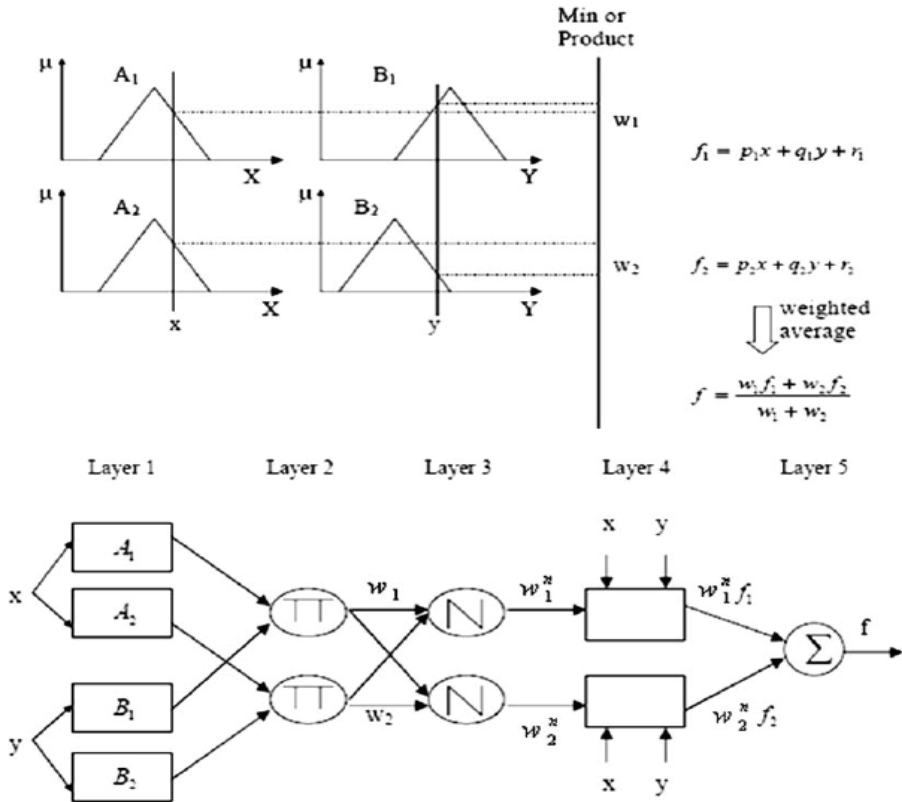 Min or
Product
μ A₁ μ B₁
w₁
f₁ = p₁x + q₁y + r₁
X Y
μ A₂ μ B₂
w₂
f₂ = p₂x + q₂y + r₂
X Y
x y
weighted
average
f = (w₁f₁ + w₂f₂) / (w₁ + w₂)
Layer 1 Layer 2 Layer 3 Layer 4 Layer 5
x y
A₁
w₁ w₁ⁿ w₁ⁿ f₁
x
A₂ ∏ N
f
Σ
B₁ ∏ N
y
w₂ w₂ⁿ w₂ⁿ f₂
B₂
x y